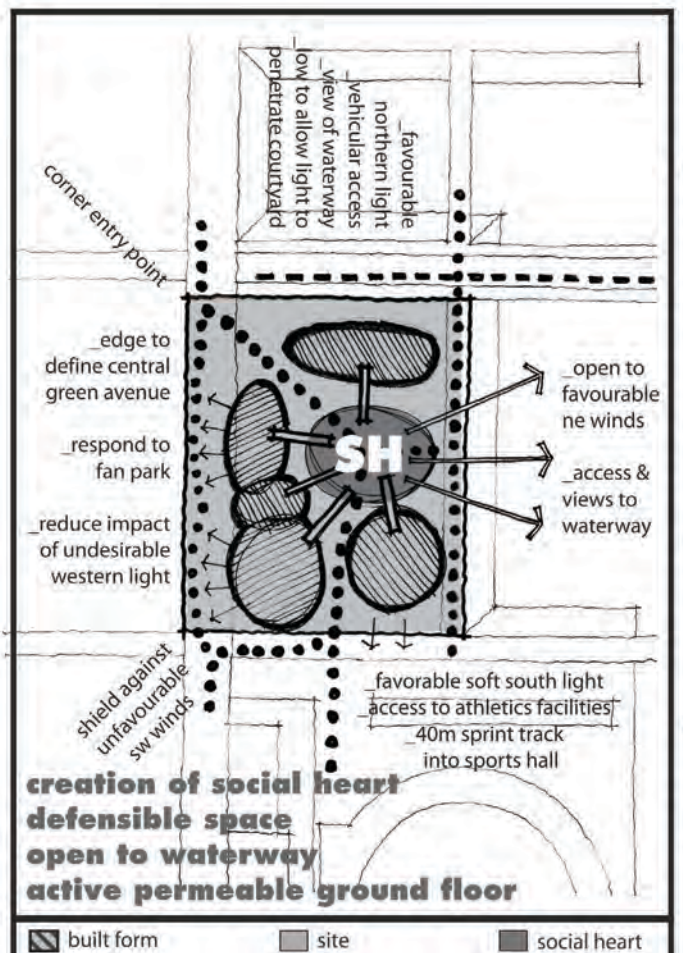 _favourable
northern light
_vehicular access
_view of waterway
_low to allow light to
penetrate courtyard
corner entry point
_edge to
define central
green avenue
_respond to
fan park
_reduce impact
of undesirable
western light
SH
_open to
favourable
ne winds
_access &
views to
waterway
shield against
unfavourable
sw winds
_favorable soft south light
_access to athletics facilities
_40m sprint track
into sports hall
creation of social heart
defensible space
open to waterway
active permeable ground floor
built form
site
social heart